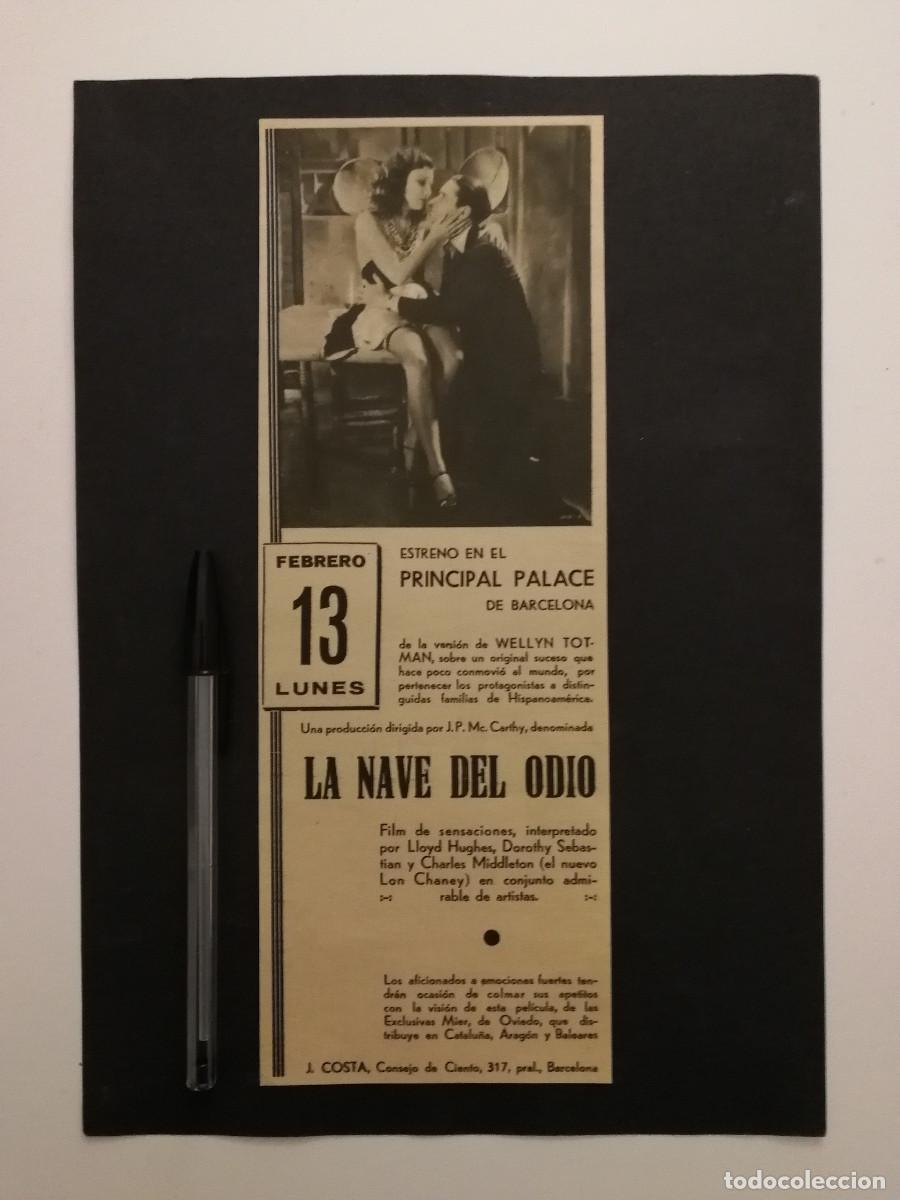 FEBRERO
13
LUNES
ESTRENO EN EL
PRINCIPAL PALACE
DE BARCELONA
de la versión de WELLYN TOT-
MAN, sobre un original suceso que
hace poco conmovió al mundo, por
pertenecer los protagonistas a distin-
guidas familias de Hispanoamérica.
Una producción dirigida por J. P. Mc. Carthy, denominada
LA NAVE DEL ODIO
Film de sensaciones, interpretado
por Lloyd Hughes, Dorothy Sebas-
tian y Charles Middleton (el nuevo
Lon Chaney) en conjunto admi-
rable de artistas.
Los aficionados a emociones fuertes ten-
drán ocasión de colmar sus apetitos
con la visión de esta película, de las
Exclusivas Mier, de Oviedo, que dis-
tribuye en Cataluña, Aragón y Baleares
J. COSTA, Consejo de Ciento, 317, pral., Barcelona
todocoleccion